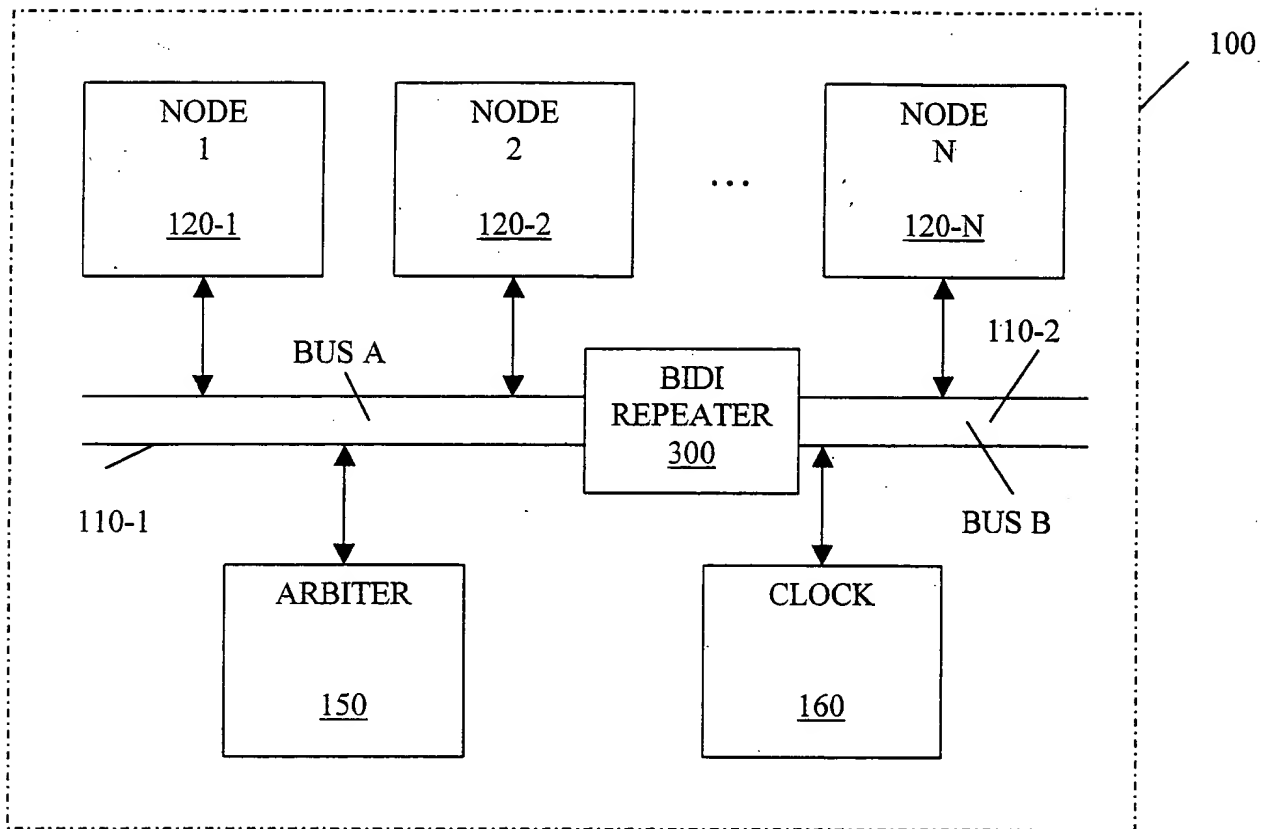 100
NODE
1
120-1
NODE
2
120-2
...
NODE
N
120-N
BUS A
110-2
BIDI
REPEATER
300
110-1
BUS B
ARBITER
150
CLOCK
160